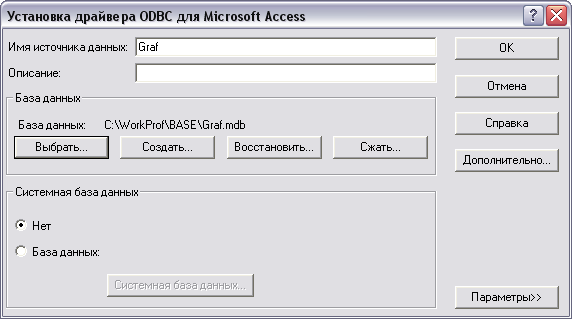 Установка драйвера ODBC для Microsoft Access
Имя источника данных: Graf
OK
Описание:
Отмена
База данных
База данных: C:\WorkProf\BASE\Graf.mdb
Справка
Выбрать... Создать... Восстановить... Сжать...
Дополнительно...
Системная база данных
Нет
База данных:
Системная база данных...
Параметры>>